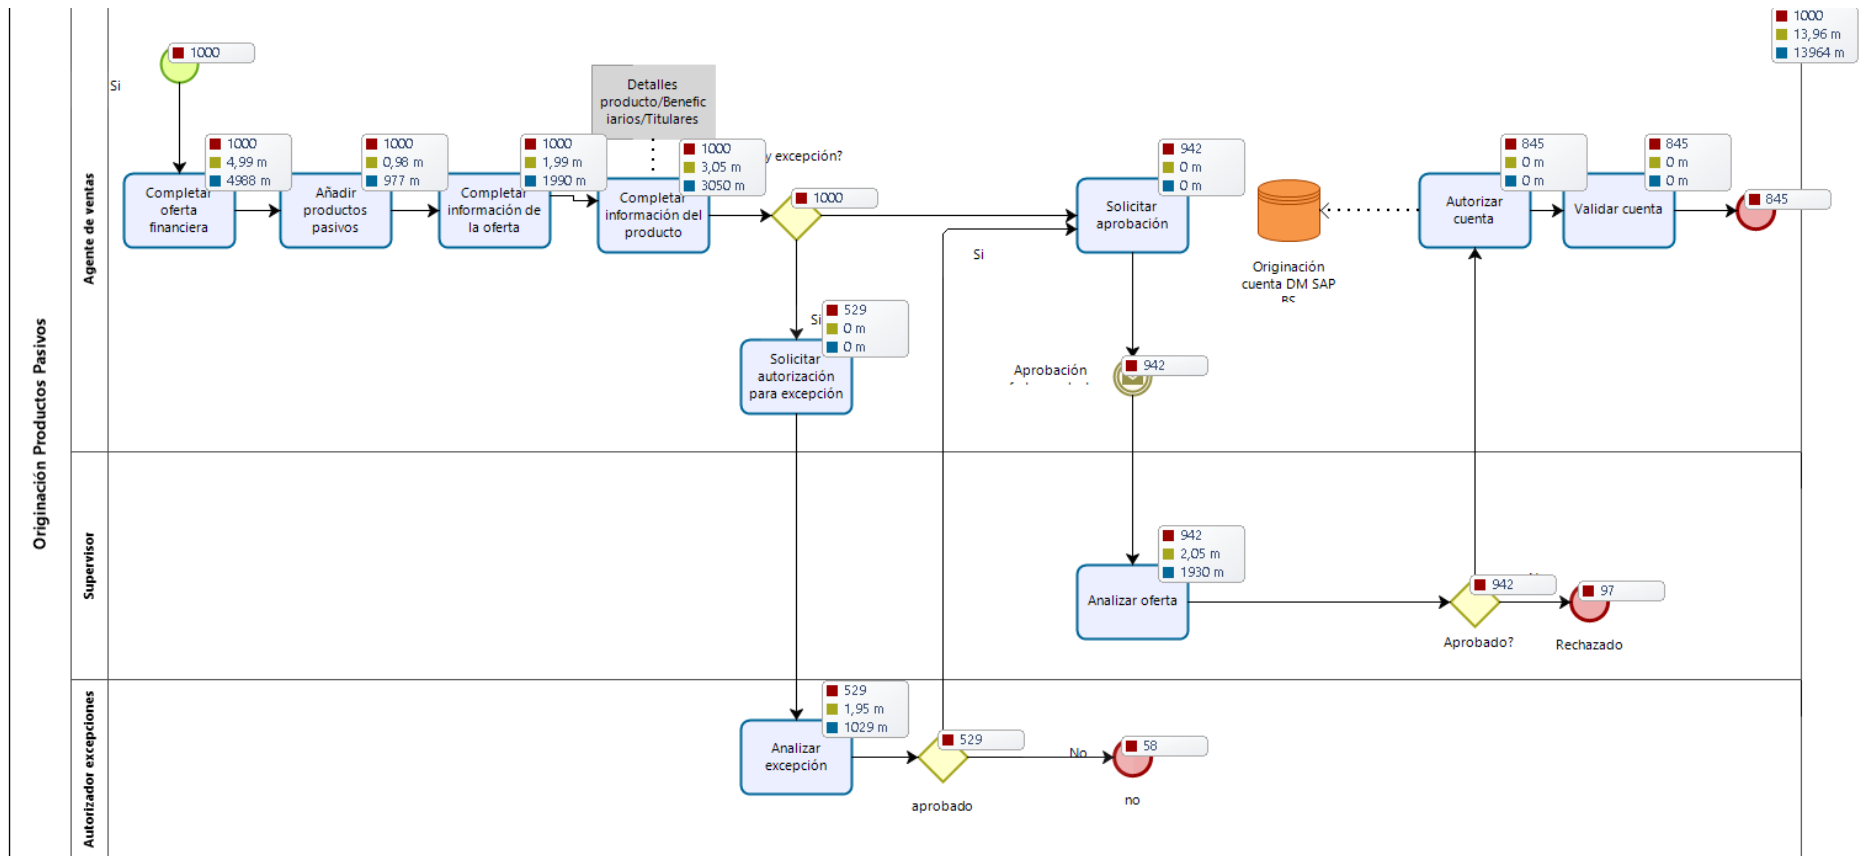 Originación Productos Pasivos
Agente de ventas
Supervisor
Autorizador excepciones
1000
13,96 m
13964 m
1000
Si
Detalles
producto/Benefic
iarios/Titulares
1000
4,99 m
4988 m
Completar
oferta
financiera
1000
0,98 m
977 m
Añadir
productos
pasivos
1000
1,99 m
1990 m
Completar
información de
la oferta
1000
3,05 m
3050 m
Completar
información del
producto
y excepción?
1000
942
0 m
0 m
Solicitar
aprobación
Si
Originación
cuenta DM SAP
845
0 m
0 m
Autorizar
cuenta
845
0 m
0 m
Validar cuenta
845
Si
529
0 m
0 m
Solicitar
autorización
para excepción
Aprobación
942
942
2,05 m
1930 m
Analizar oferta
942
Aprobado?
97
Rechazado
529
1,95 m
1029 m
Analizar
excepción
529
aprobado
No
58
no